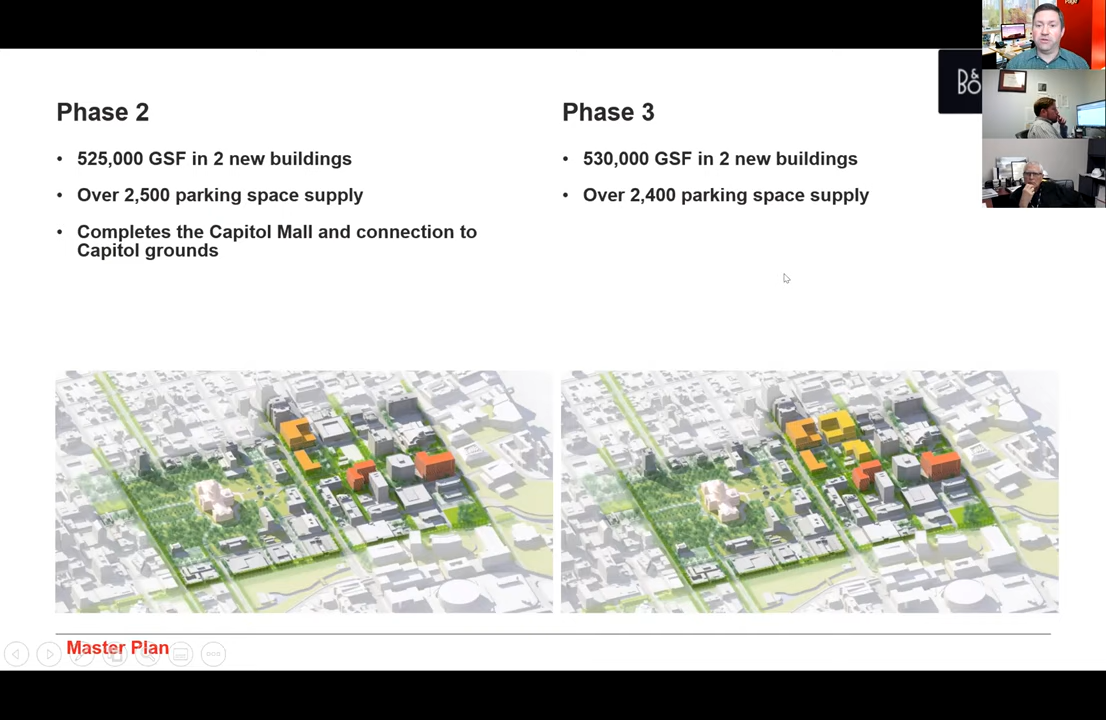 Page
B&O
Phase 2
• 525,000 GSF in 2 new buildings
• Over 2,500 parking space supply
• Completes the Capitol Mall and connection to
Capitol grounds
Phase 3
• 530,000 GSF in 2 new buildings
• Over 2,400 parking space supply
Master Plan